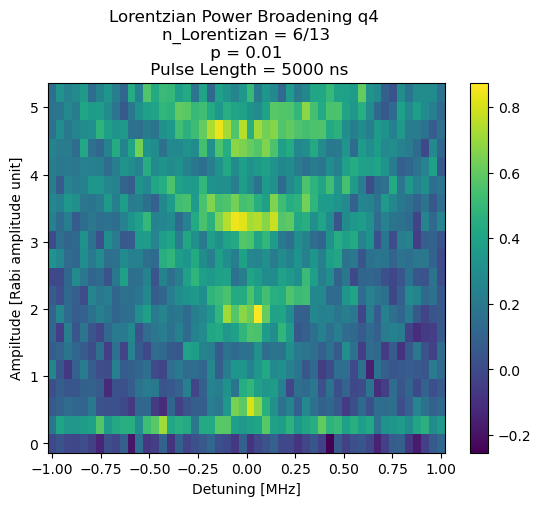 Lorentzian Power Broadening q4
n_Lorentizan = 6/13
p = 0.01
Pulse Length = 5000 ns
Amplitude [Rabi amplitude unit]
5
4
3
2
1
0
−1.00 −0.75 −0.50 −0.25 0.00 0.25 0.50 0.75 1.00
Detuning [MHz]
0.8
0.6
0.4
0.2
0.0
−0.2